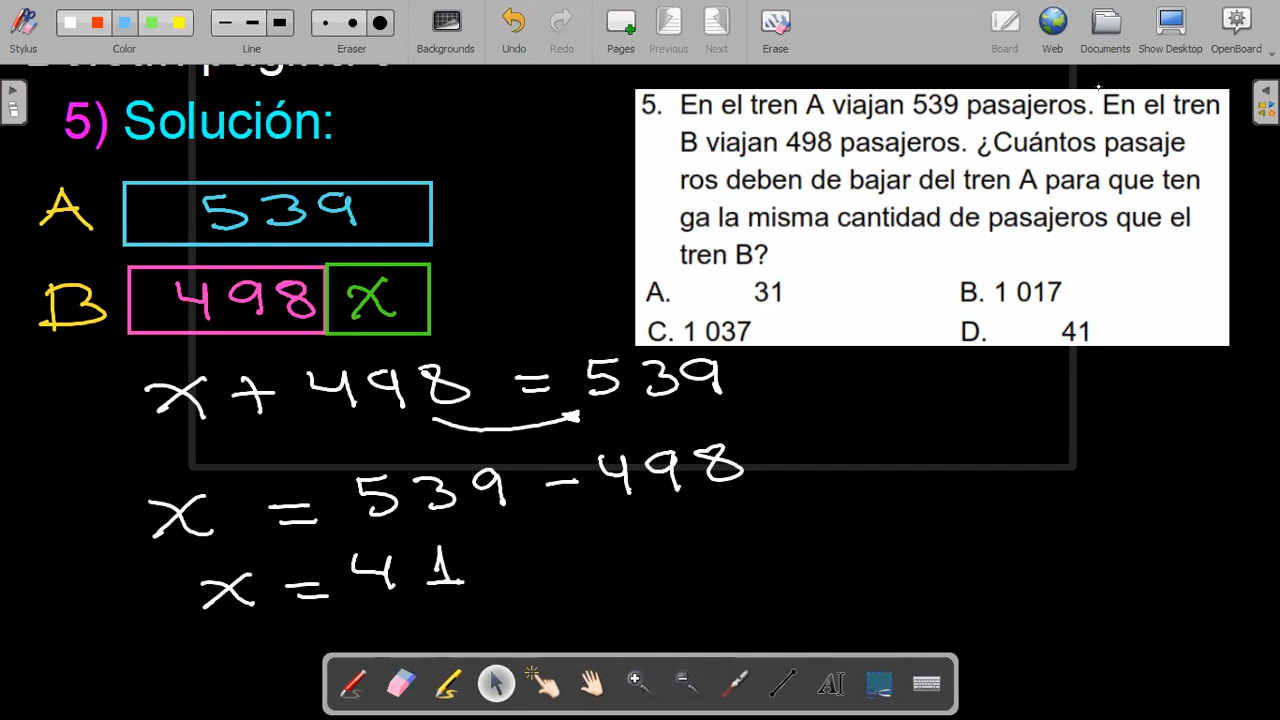 Stylus
Color
Line
Eraser
Backgrounds
Undo
Redo
Pages
Previous
Next
Erase
Board
Web
Documents
Show Desktop
OpenBoard
5) Solución:
A 539
B 498 x
x + 498 = 539
x = 539 - 498
x = 41
5. En el tren A viajan 539 pasajeros. En el tren
B viajan 498 pasajeros. ¿Cuántos pasaje
ros deben de bajar del tren A para que ten
ga la misma cantidad de pasajeros que el
tren B?
A. 31 B. 1 017
C. 1 037 D. 41
AI